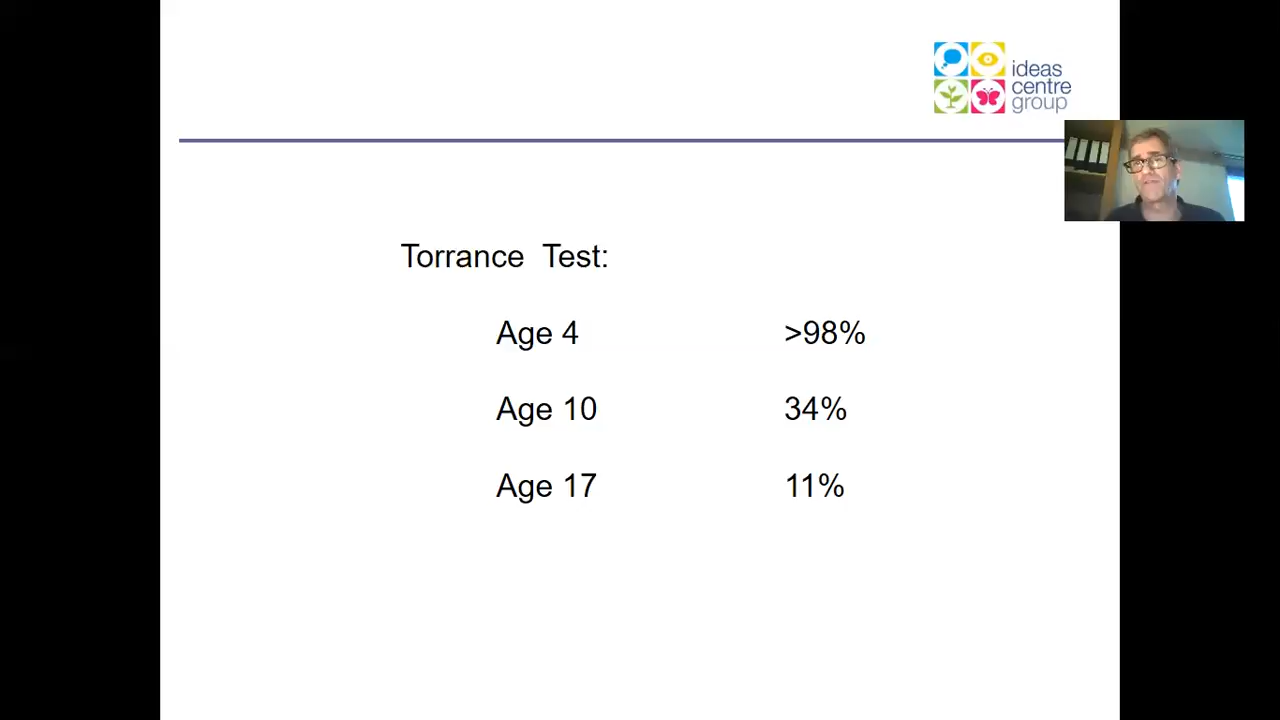 ideas
centre
group
Torrance Test:
Age 4 >98%
Age 10 34%
Age 17 11%